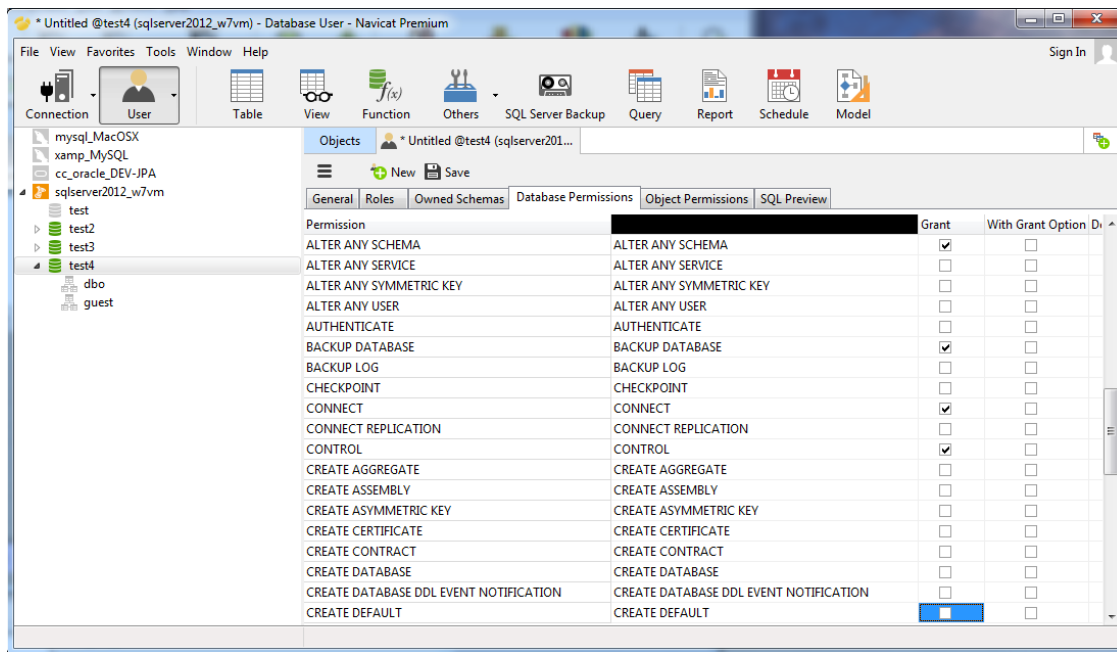 * Untitled @test4 (sqlserver2012_w7vm) - Database User - Navicat Premium
File View Favorites Tools Window Help
Sign In
Connection User Table View Function Others SQL Server Backup Query Report Schedule Model
f(x)
mysql_MacOSX
xamp_MySQL
cc_oracle_DEV-JPA
sqlserver2012_w7vm
test
test2
test3
test4
dbo
guest
Objects * Untitled @test4 (sqlserver201...
New Save
General Roles Owned Schemas Database Permissions Object Permissions SQL Preview
Permission Grant With Grant Option
ALTER ANY SCHEMA ALTER ANY SCHEMA
ALTER ANY SERVICE ALTER ANY SERVICE
ALTER ANY SYMMETRIC KEY ALTER ANY SYMMETRIC KEY
ALTER ANY USER ALTER ANY USER
AUTHENTICATE AUTHENTICATE
BACKUP DATABASE BACKUP DATABASE
BACKUP LOG BACKUP LOG
CHECKPOINT CHECKPOINT
CONNECT CONNECT
CONNECT REPLICATION CONNECT REPLICATION
CONTROL CONTROL
CREATE AGGREGATE CREATE AGGREGATE
CREATE ASSEMBLY CREATE ASSEMBLY
CREATE ASYMMETRIC KEY CREATE ASYMMETRIC KEY
CREATE CERTIFICATE CREATE CERTIFICATE
CREATE CONTRACT CREATE CONTRACT
CREATE DATABASE CREATE DATABASE
CREATE DATABASE DDL EVENT NOTIFICATION CREATE DATABASE DDL EVENT NOTIFICATION
CREATE DEFAULT CREATE DEFAULT